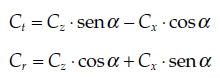 C_t = C_z · sen α − C_x · cos α
C_r = C_z · cos α + C_x · sen α